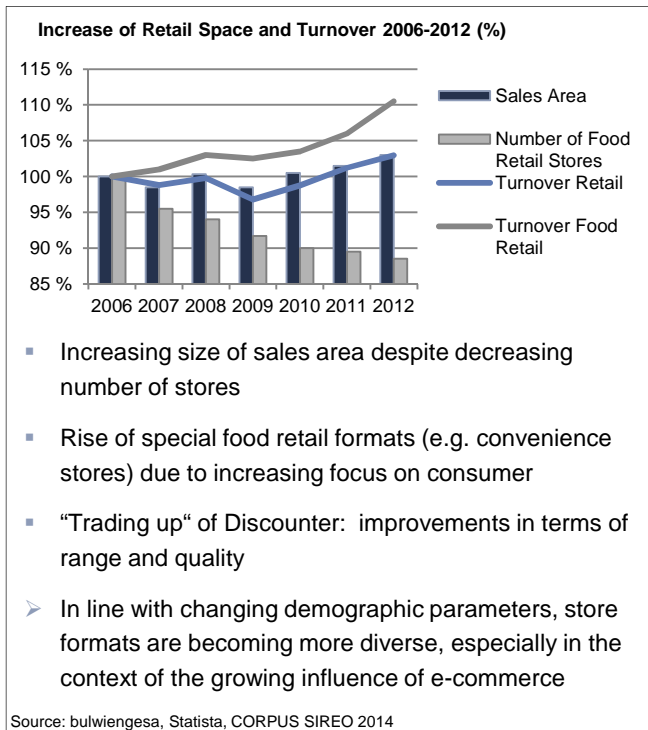 Increase of Retail Space and Turnover 2006-2012 (%)
115 %
110 %
105 %
100 %
95 %
90 %
85 %
2006 2007 2008 2009 2010 2011 2012
Sales Area
Number of Food
Retail Stores
Turnover Retail
Turnover Food
Retail
▪ Increasing size of sales area despite decreasing
number of stores
▪ Rise of special food retail formats (e.g. convenience
stores) due to increasing focus on consumer
▪ “Trading up“ of Discounter: improvements in terms of
range and quality
➢ In line with changing demographic parameters, store
formats are becoming more diverse, especially in the
context of the growing influence of e-commerce
Source: bulwiengesa, Statista, CORPUS SIREO 2014